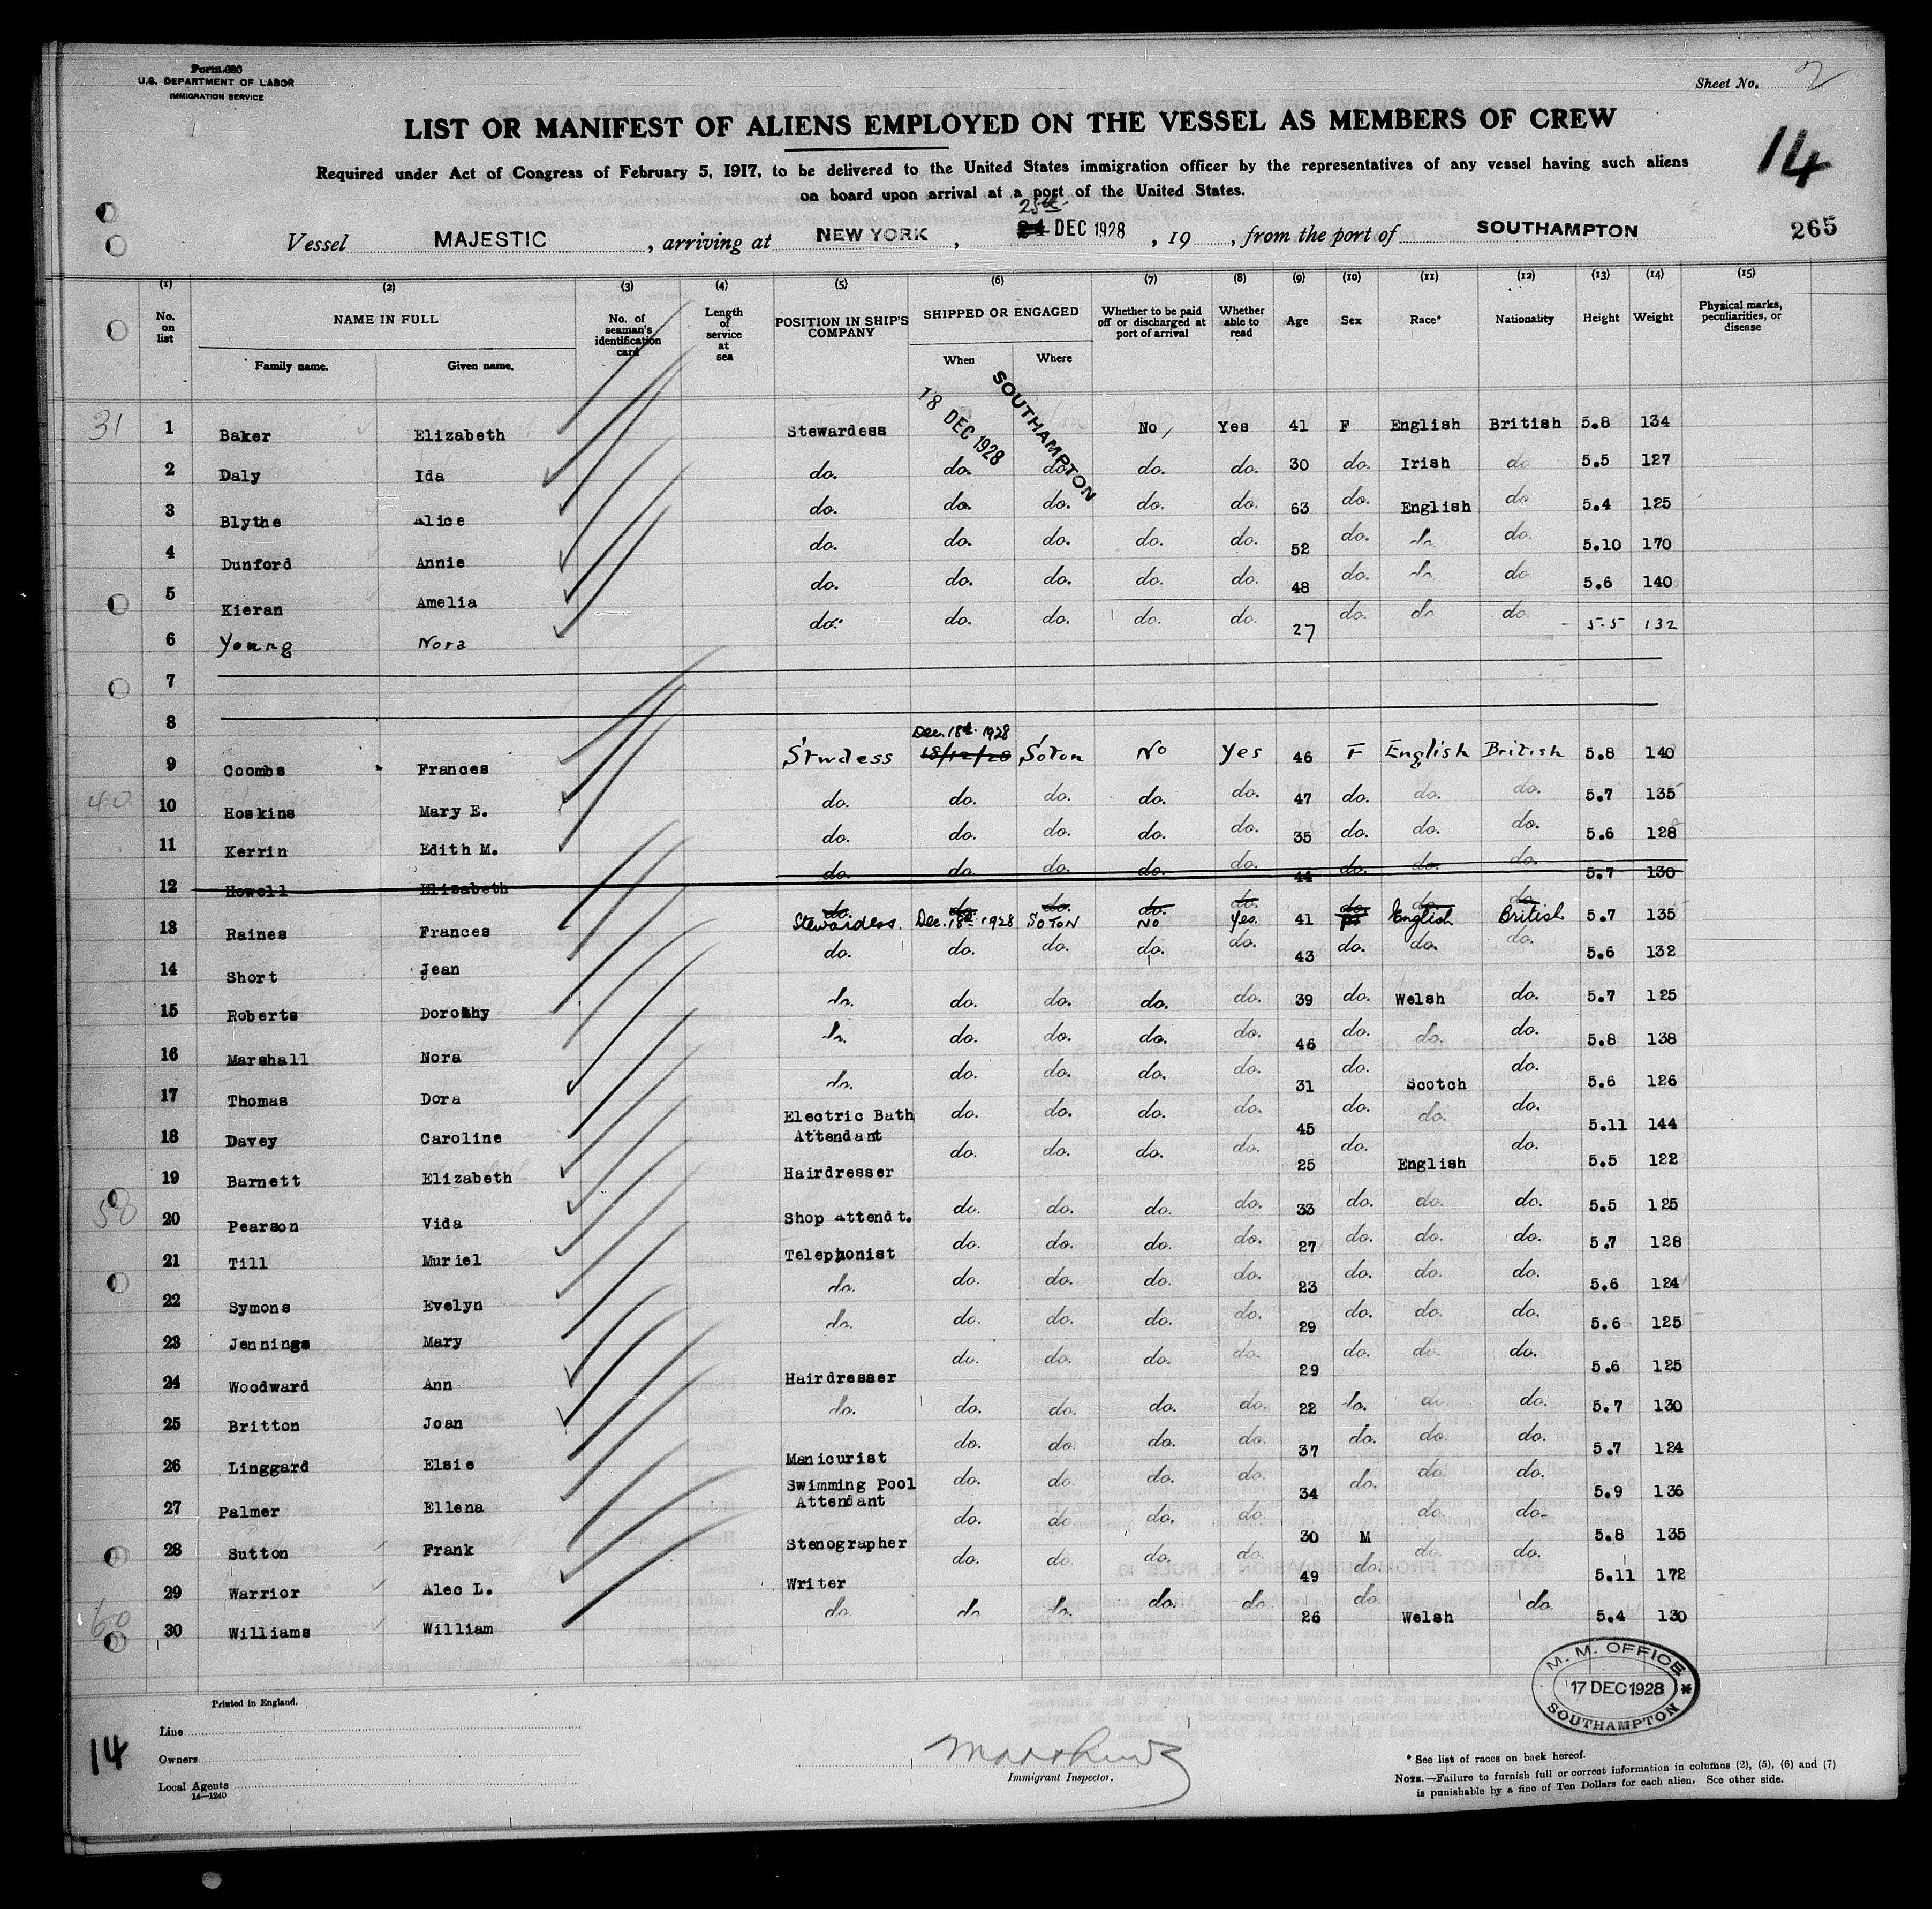 Form 680
U.S. DEPARTMENT OF LABOR
IMMIGRATION SERVICE
Sheet No. 2
LIST OR MANIFEST OF ALIENS EMPLOYED ON THE VESSEL AS MEMBERS OF CREW
14
Required under Act of Congress of February 5, 1917, to be delivered to the United States immigration officer by the representatives of any vessel having such aliens
on board upon arrival at a port of the United States.
25th
Vessel MAJESTIC, arriving at NEW YORK, 24 DEC 1928, 19 , from the port of SOUTHAMPTON 265
(1) (2) (3) (4) (5) (6) (7) (8) (9) (10) (11) (12) (13) (14) (15)
No. on list NAME IN FULL Family name. Given name. No. of seaman's identification card Length of service at sea POSITION IN SHIP'S COMPANY SHIPPED OR ENGAGED When Where Whether to be paid off or discharged at port of arrival Whether able to read Age Sex Race* Nationality Height Weight Physical marks, peculiarities, or disease
18 DEC 1928 SOUTHAMPTON
31 1 Baker Elizabeth Stewardess No Yes 41 F English British 5.8 134
2 Daly Ida do. do. do. do. do. 30 do. Irish do 5.5 127
3 Blythe Alice do. do. do. do. do. 63 do. English do 5.4 125
4 Dunford Annie do. do. do. do. do. 52 do. do. do. 5.10 170
5 Kieran Amelia do. do. do. do. do. 48 do. do. do 5.6 140
6 Young Nora do. do. do. do. do. 27 do. do do. 5.5 132
7
8
Dec. 18th 1928
9 Coombs Frances Stwdess 18/12/28 S'oton No Yes 46 F English British 5.8 140
40 10 Hoskins Mary E. do. do. do. do. do. 47 do. do. do. 5.7 135
11 Kerrin Edith M. do. do. do. do. do. 35 do. do. do. 5.6 128
12 Howell Elizabeth do. do. do. do. do. 44 do. do. do. 5.7 130
do. do. do. do. do. do. do. do.
13 Raines Frances Stewardess. Dec. 18th 1928 SOTON No Yes. 41 English British 5.7 135
14 Short Jean do. do. do. do. do. 43 do. do. do. 5.6 132
15 Roberts Dorothy do. do. do. do. do. 39 do. Welsh do. 5.7 125
16 Marshall Nora do. do. do. do. do. 46 do. do. do. 5.8 138
17 Thomas Dora do. do. do. do. do. 31 do. Scotch do. 5.6 126
18 Davey Caroline Electric Bath Attendant do. do. do. do. 45 do. do. do. 5.11 144
19 Barnett Elizabeth Hairdresser do. do. do. do. 25 do. English do. 5.5 122
50 20 Pearson Vida Shop Attendt. do. do. do. do. 33 do. do. do. 5.5 125
21 Till Muriel Telephonist do. do. do. do. 27 do. do. do. 5.7 128
22 Symons Evelyn do. do. do. do. do. 23 do. do. do. 5.6 124
23 Jennings Mary do. do. do. do. do. 29 do. do. do. 5.6 125
24 Woodward Ann Hairdresser do. do. do. do. 29 do. do. do. 5.6 125
25 Britton Joan do. do. do. do. do. 22 do. do do. 5.7 130
26 Linggard Elsie Manicurist do. do. do. do. 37 do. do. do. 5.7 124
27 Palmer Ellena Swimming Pool Attendant do. do. do. do. 34 do. do. do. 5.9 136
28 Sutton Frank Stenographer do. do do. do. 30 M do. do- 5.8 135
29 Warrior Alec L. Writer do. do. do. do. 49 do. do. do. 5.11 172
60 30 Williams William do do do. do. do 26 do. Welsh do. 5.4 130
M. M. OFFICE
17 DEC 1928
SOUTHAMPTON
Printed in England.
14
Line
Owners
Local Agents
14—1240
Immigrant Inspector.
* See list of races on back hereof.
NOTE.—Failure to furnish full or correct information in columns (2), (5), (6) and (7)
is punishable by a fine of Ten Dollars for each alien. See other side.